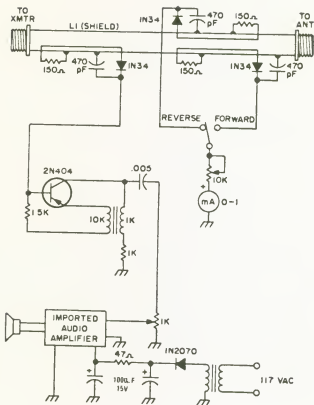 TO XMTR
L1 (SHIELD)
1N34
470 pF
150Ω
TO ANT
150Ω
470 pF
1N34
150Ω
1N34
470 pF
REVERSE
FORWARD
10K
+
mA
0-1
2N404
.005
15K
10K
1K
1K
IMPORTED AUDIO AMPLIFIER
1K
47Ω
1N2070
+
+
100μF 15V
117 VAC